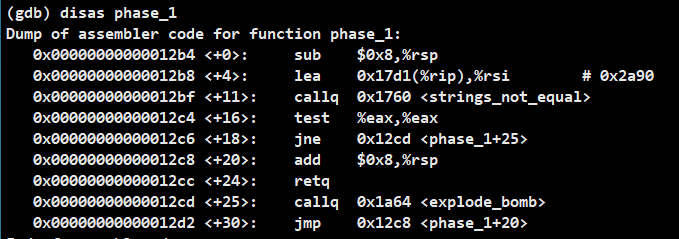 (gdb) disas phase_1
Dump of assembler code for function phase_1:
0x00000000000012b4 <+0>: sub $0x8,%rsp
0x00000000000012b8 <+4>: lea 0x17d1(%rip),%rsi # 0x2a90
0x00000000000012bf <+11>: callq 0x1760 <strings_not_equal>
0x00000000000012c4 <+16>: test %eax,%eax
0x00000000000012c6 <+18>: jne 0x12cd <phase_1+25>
0x00000000000012c8 <+20>: add $0x8,%rsp
0x00000000000012cc <+24>: retq
0x00000000000012cd <+25>: callq 0x1a64 <explode_bomb>
0x00000000000012d2 <+30>: jmp 0x12c8 <phase_1+20>